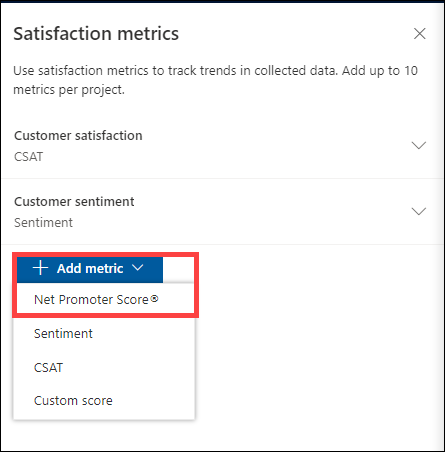 Satisfaction metrics
Use satisfaction metrics to track trends in collected data. Add up to 10
metrics per project.
Customer satisfaction
CSAT
Customer sentiment
Sentiment
Add metric
Net Promoter Score®
Sentiment
CSAT
Custom score